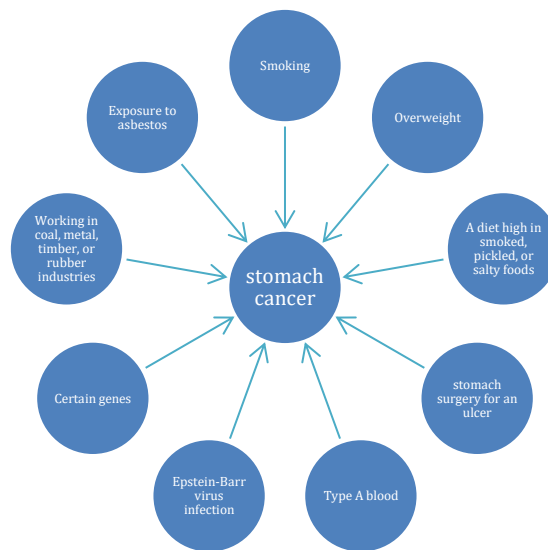 Smoking
Overweight
A diet high in
smoked,
pickled, or
salty foods
stomach
surgery for an
ulcer
Type A blood
Epstein-Barr
virus
infection
Certain genes
Working in
coal, metal,
timber, or
rubber
industries
Exposure to
asbestos
stomach
cancer